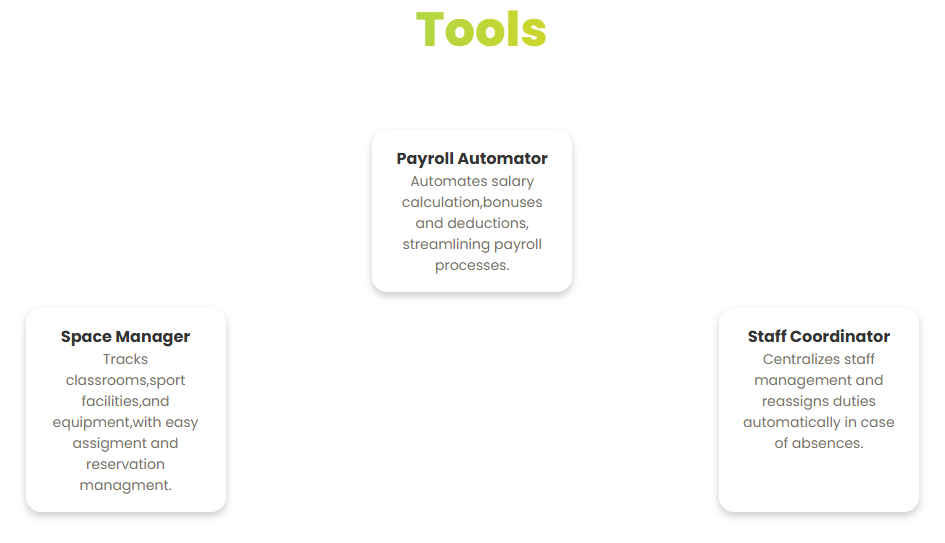 Tools
Payroll Automator
Automates salary
calculation,bonuses
and deductions,
streamlining payroll
processes.
Space Manager
Tracks
classrooms,sport
facilities,and
equipment,with easy
assigment and
reservation
managment.
Staff Coordinator
Centralizes staff
management and
reassigns duties
automatically in case
of absences.